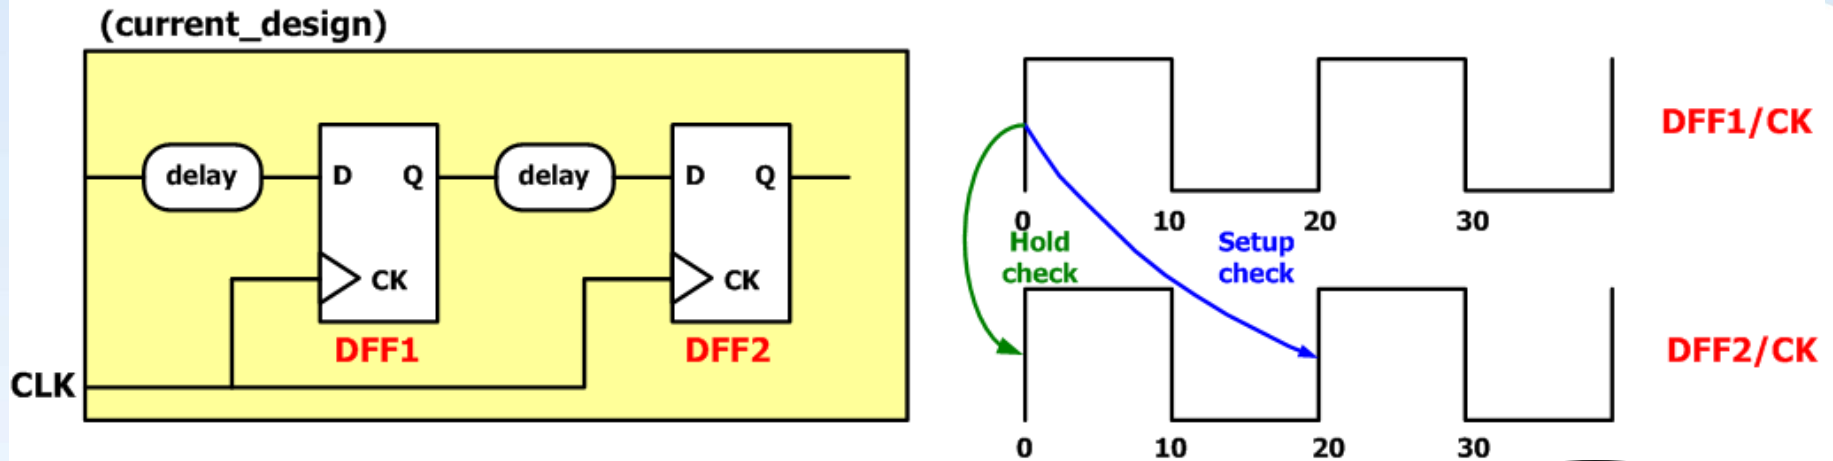 (current_design)
delay
D
Q
delay
D
Q
CK
CK
DFF1
DFF2
CLK
DFF1/CK
0
10
20
30
Hold
check
Setup
check
DFF2/CK
0
10
20
30